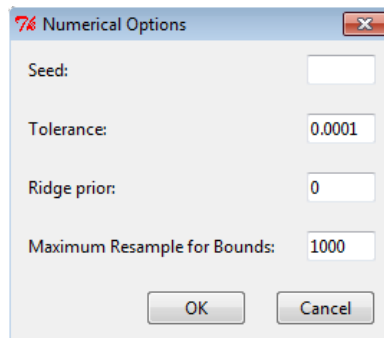 Numerical Options
Seed:
Tolerance: 0.0001
Ridge prior: 0
Maximum Resample for Bounds: 1000
OK Cancel